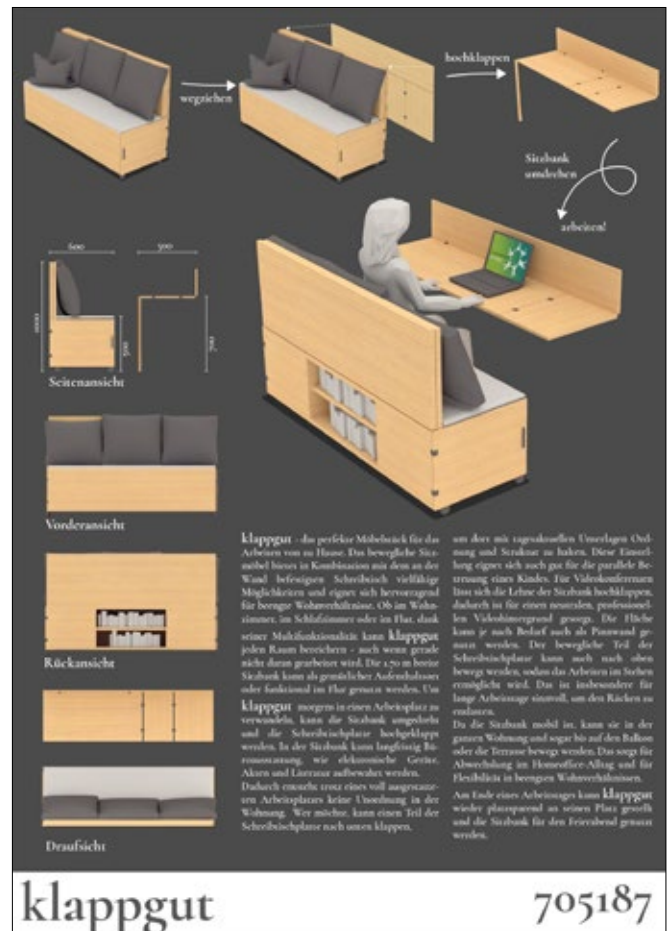 wegziehen
hochklappen
Sitzbank
umdrehen
arbeiten!
600
500
1000
500
700
Seitenansicht
Vorderansicht
Rückansicht
Draufsicht
klappgut - das perfekte Möbelstück für das
Arbeiten von zu Hause. Das bewegliche Sitz-
möbel bietet in Kombination mit dem an der
Wand befestigten Schreibtisch vielfältige
Möglichkeiten und eignet sich hervorragend
für beengte Wohnverhältnisse. Ob im Wohn-
zimmer, im Schlafzimmer oder im Flur, dank
seiner Multifunktionalität kann klappgut
jeden Raum bereichern - auch wenn gerade
nicht daran gearbeitet wird. Die 1,70 m breite
Sitzbank kann als gemütlicher Aufenthaltsort
oder funktional im Flur genutzt werden. Um
klappgut morgens in einen Arbeitsplatz zu
verwandeln, kann die Sitzbank umgedreht
und die Schreibtischplatte hochgeklappt
werden. In der Sitzbank kann langfristig Bü-
roausstattung, wie elektronische Geräte,
Akten und Literatur aufbewahrt werden.
Dadurch entsteht trotz eines voll ausgestatte-
ten Arbeitsplatzes keine Unordnung in der
Wohnung. Wer möchte, kann einen Teil der
Schreibtischplatte nach unten klappen,
um dort mit tagesaktuellen Unterlagen Ord-
nung und Struktur zu halten. Diese Einstel-
lung eignet sich auch gut für die parallele Be-
treuung eines Kindes. Für Videokonferenzen
lässt sich die Lehne der Sitzbank hochklappen,
dadurch ist für einen neutralen, professionel-
len Videohintergrund gesorgt. Die Fläche
kann je nach Bedarf auch als Pinnwand ge-
nutzt werden. Der bewegliche Teil der
Schreibtischplatte kann auch nach oben
bewegt werden, sodass das Arbeiten im Stehen
ermöglicht wird. Das ist insbesondere für
lange Arbeitstage sinnvoll, um den Rücken zu
entlasten.
Da die Sitzbank mobil ist, kann sie in der
ganzen Wohnung und sogar bis auf den Balkon
oder die Terrasse bewegt werden. Das sorgt für
Abwechslung im Homeoffice-Alltag und für
Flexibilität in beengten Wohnverhältnissen.
Am Ende eines Arbeitstages kann klappgut
wieder platzsparend an seinen Platz gestellt
und die Sitzbank für den Feierabend genutzt
werden.
klappgut
705187